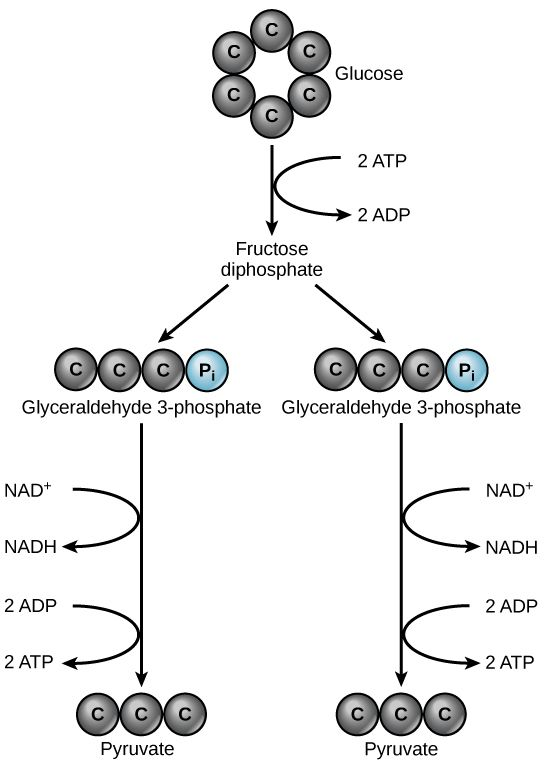 C
C C
Glucose
C C
C
2 ATP
2 ADP
Fructose
diphosphate
C C C Pi C C C Pi
Glyceraldehyde 3-phosphate Glyceraldehyde 3-phosphate
NAD+ NAD+
NADH NADH
2 ADP 2 ADP
2 ATP 2 ATP
C C C C C C
Pyruvate Pyruvate